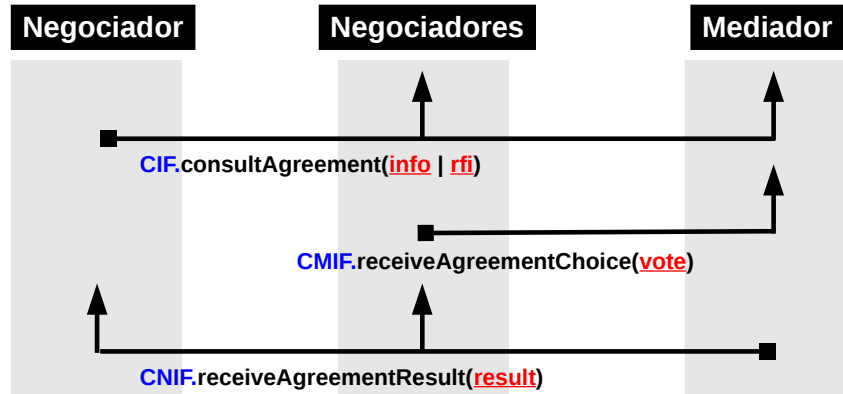 Negociador
Negociadores
Mediador
CIF.consultAgreement(info | rfi)
CMIF.receiveAgreementChoice(vote)
CNIF.receiveAgreementResult(result)